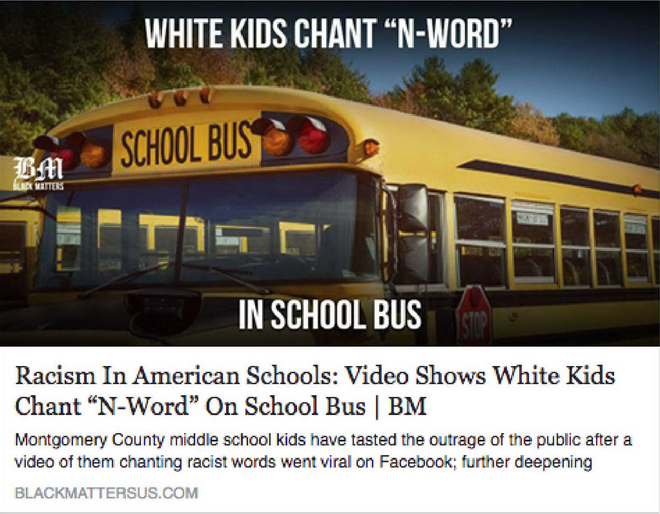 WHITE KIDS CHANT “N-WORD”
SCHOOL BUS
BM
BLACK MATTERS
IN SCHOOL BUS
STOP
Racism In American Schools: Video Shows White Kids
Chant “N-Word” On School Bus | BM
Montgomery County middle school kids have tasted the outrage of the public after a
video of them chanting racist words went viral on Facebook; further deepening
BLACKMATTERSUS.COM